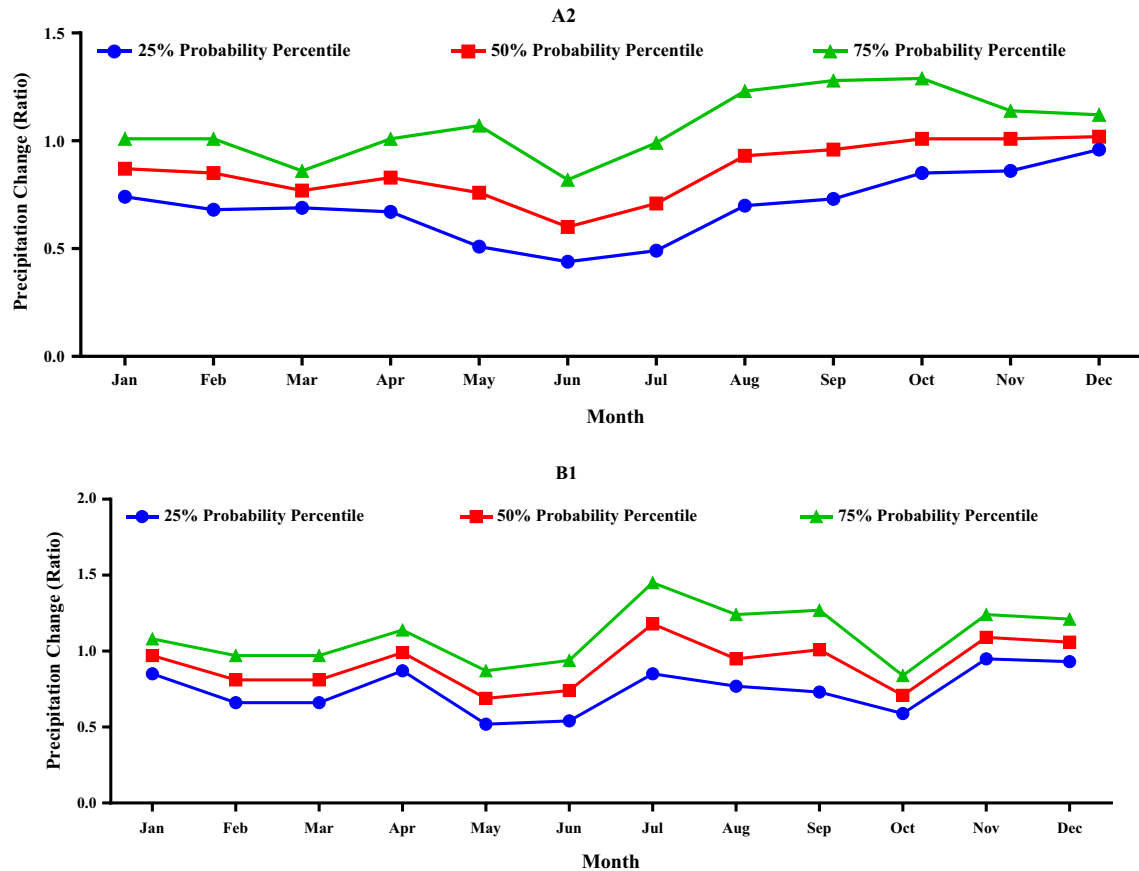 A2
1.5
25% Probability Percentile 50% Probability Percentile 75% Probability Percentile
1.0
0.5
0.0
Precipitation Change (Ratio)
Jan Feb Mar Apr May Jun Jul Aug Sep Oct Nov Dec
Month
B1
2.0
25% Probability Percentile 50% Probability Percentile 75% Probability Percentile
1.5
1.0
0.5
0.0
Precipitation Change (Ratio)
Jan Feb Mar Apr May Jun Jul Aug Sep Oct Nov Dec
Month